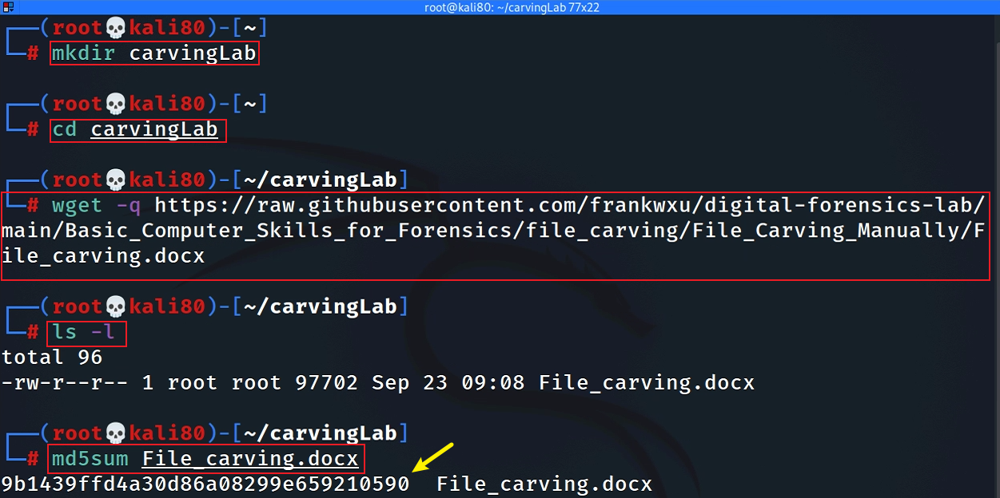 root@kali80: ~/carvingLab 77x22
┌──(root💀kali80)-[~]
└─# mkdir carvingLab
┌──(root💀kali80)-[~]
└─# cd carvingLab
┌──(root💀kali80)-[~/carvingLab]
└─# wget -q https://raw.githubusercontent.com/frankwxu/digital-forensics-lab/
main/Basic_Computer_Skills_for_Forensics/file_carving/File_Carving_Manually/F
ile_carving.docx
┌──(root💀kali80)-[~/carvingLab]
└─# ls -l
total 96
-rw-r--r-- 1 root root 97702 Sep 23 09:08 File_carving.docx
┌──(root💀kali80)-[~/carvingLab]
└─# md5sum File_carving.docx
9b1439ffd4a30d86a08299e659210590  File_carving.docx